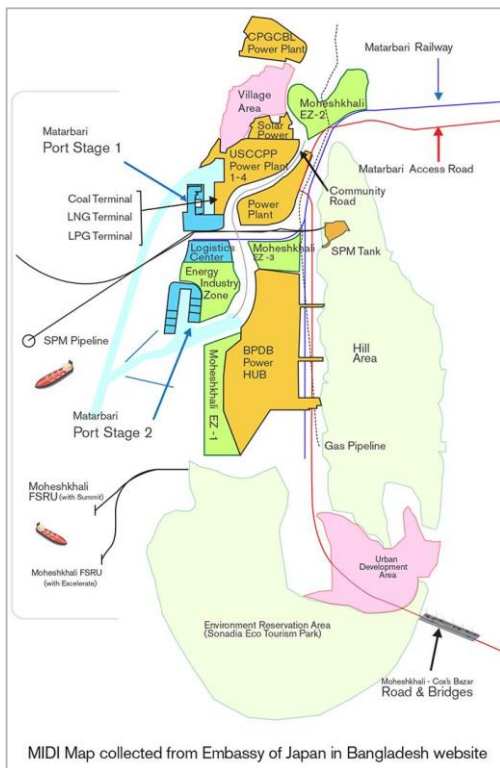 CPGCBL
Power Plant
Matarbari Railway
Village
Area
Moheshkhali
EZ-2
Solar
Power
Matarbari
Port Stage 1
USCCPP
Power Plant
1-4
Matarbari Access Road
Community
Road
Coal Terminal
LNG Terminal
LPG Terminal
Power
Plant
Logistics
Center
Moheshkhali
EZ-3
SPM Tank
Energy
Industry
Zone
SPM Pipeline
BPDB
Power
HUB
Hill
Area
Moheshkhali EZ-1
Matarbari
Port Stage 2
Gas Pipeline
Moheshkhali
FSRU (with Summit)
Moheshkhali FSRU
(with Excelerate)
Urban
Development
Area
Environment Reservation Area
(Sonadia Eco Tourism Park)
Moheshkhali - Cox's Bazar
Road & Bridges
MIDI Map collected from Embassy of Japan in Bangladesh website